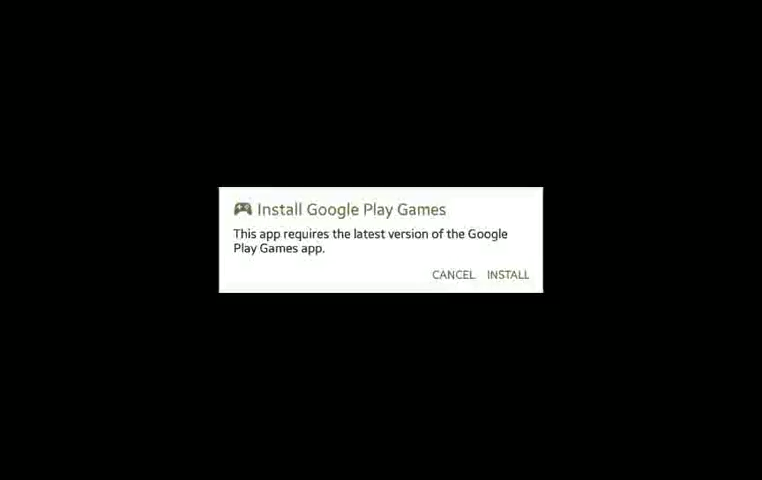 Install Google Play Games
This app requires the latest version of the Google
Play Games app.
CANCEL INSTALL